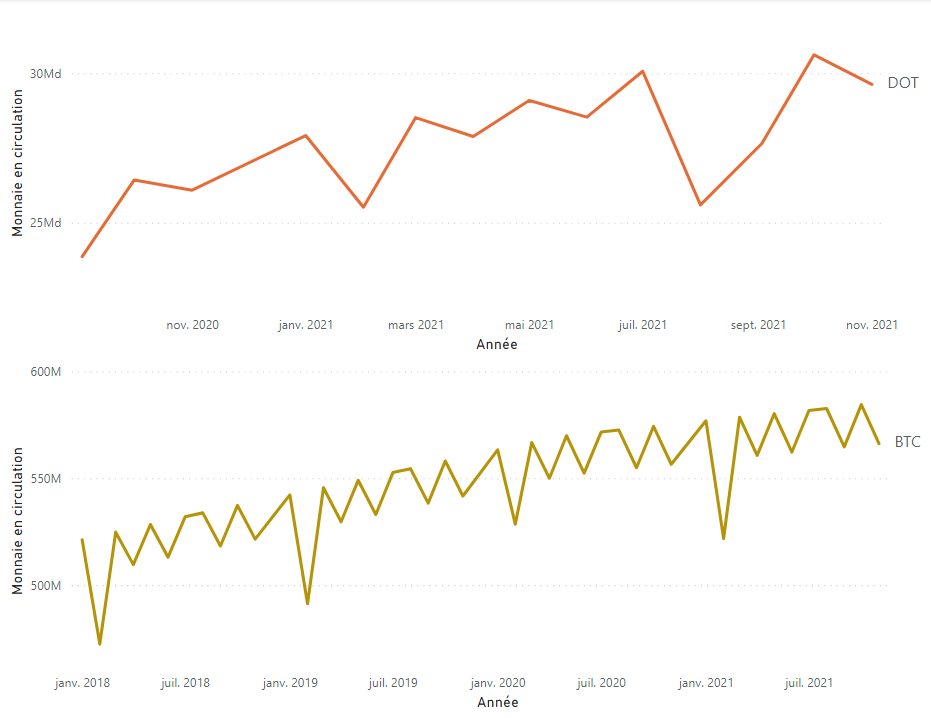 30Md
25Md
Monnaie en circulation
DOT
nov. 2020 janv. 2021 mars 2021 mai 2021 juil. 2021 sept. 2021 nov. 2021
Année
600M
550M
500M
Monnaie en circulation
BTC
janv. 2018 juil. 2018 janv. 2019 juil. 2019 janv. 2020 juil. 2020 janv. 2021 juil. 2021
Année